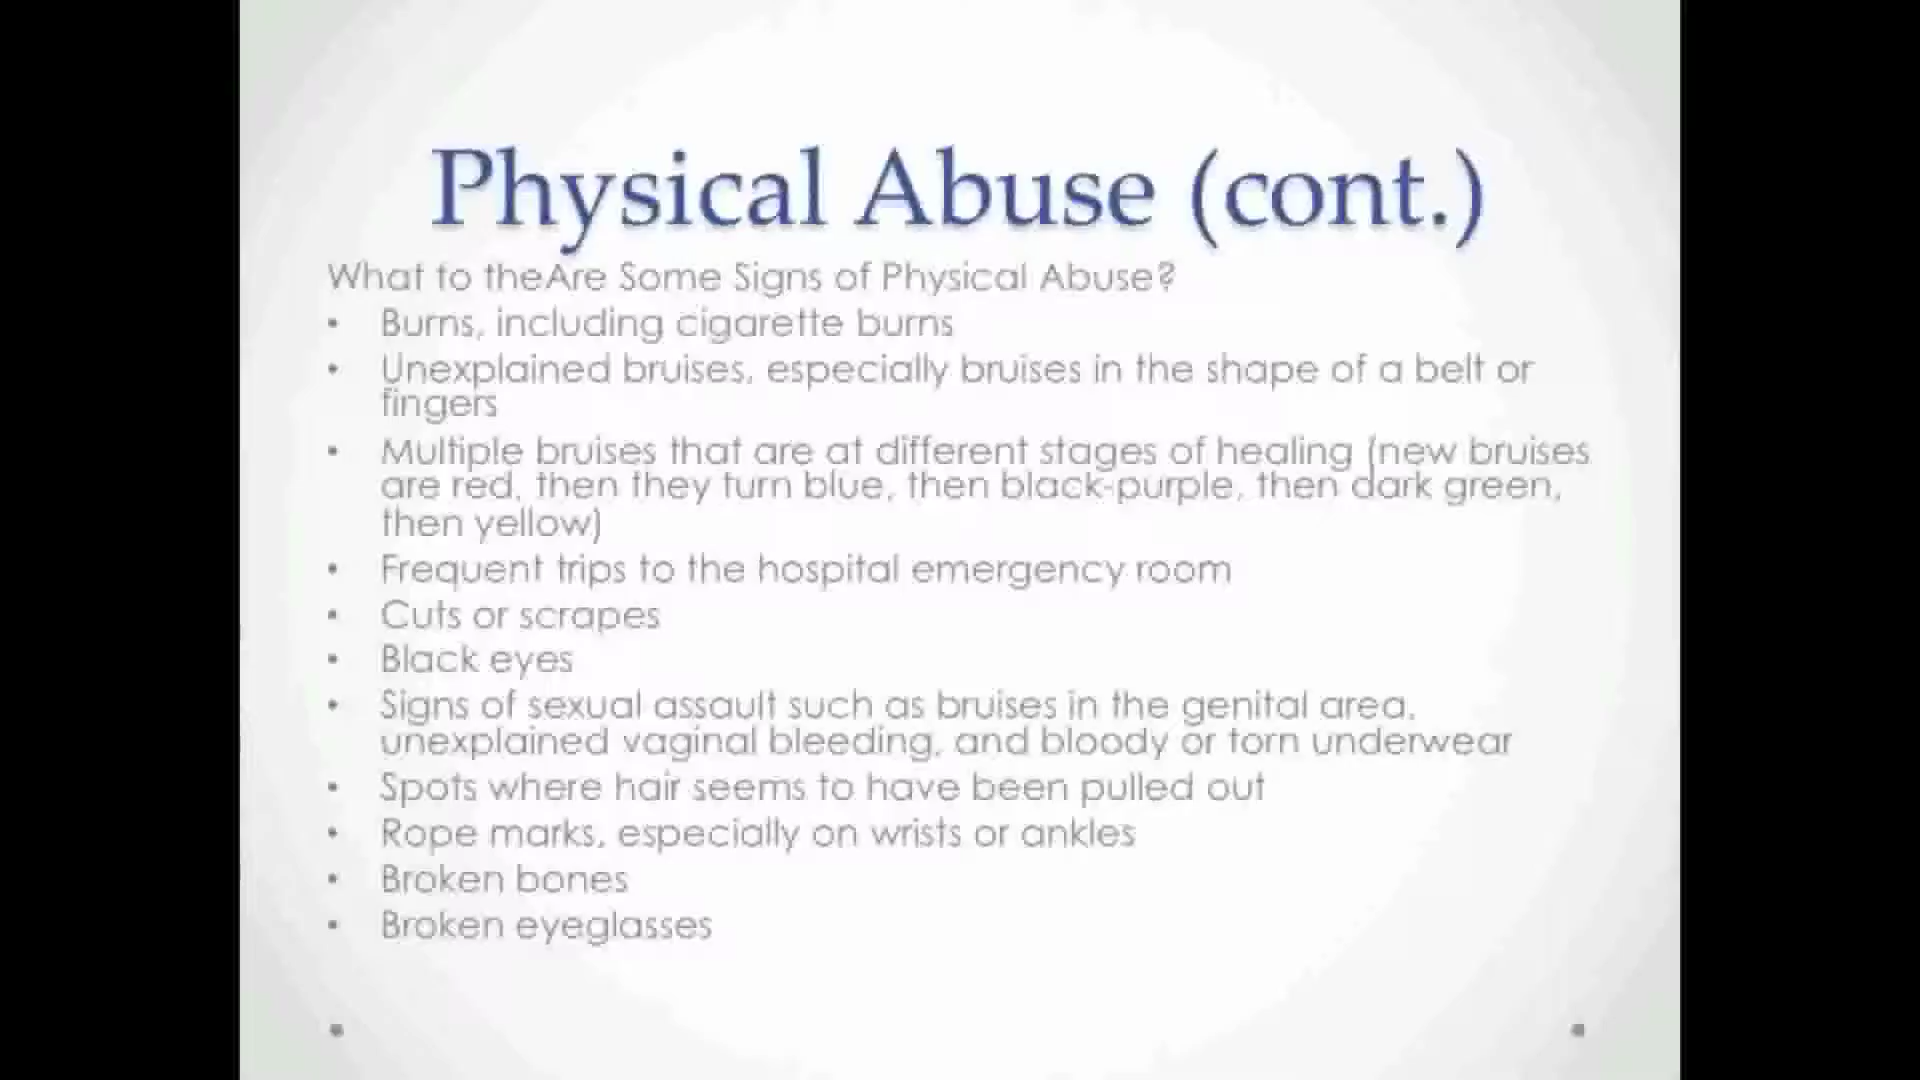 Physical Abuse (cont.)
What to theAre Some Signs of Physical Abuse?
• Burns, including cigarette burns
• Unexplained bruises, especially bruises in the shape of a belt or
fingers
• Multiple bruises that are at different stages of healing (new bruises
are red, then they turn blue, then black-purple, then dark green,
then yellow)
• Frequent trips to the hospital emergency room
• Cuts or scrapes
• Black eyes
• Signs of sexual assault such as bruises in the genital area,
unexplained vaginal bleeding, and bloody or torn underwear
• Spots where hair seems to have been pulled out
• Rope marks, especially on wrists or ankles
• Broken bones
• Broken eyeglasses